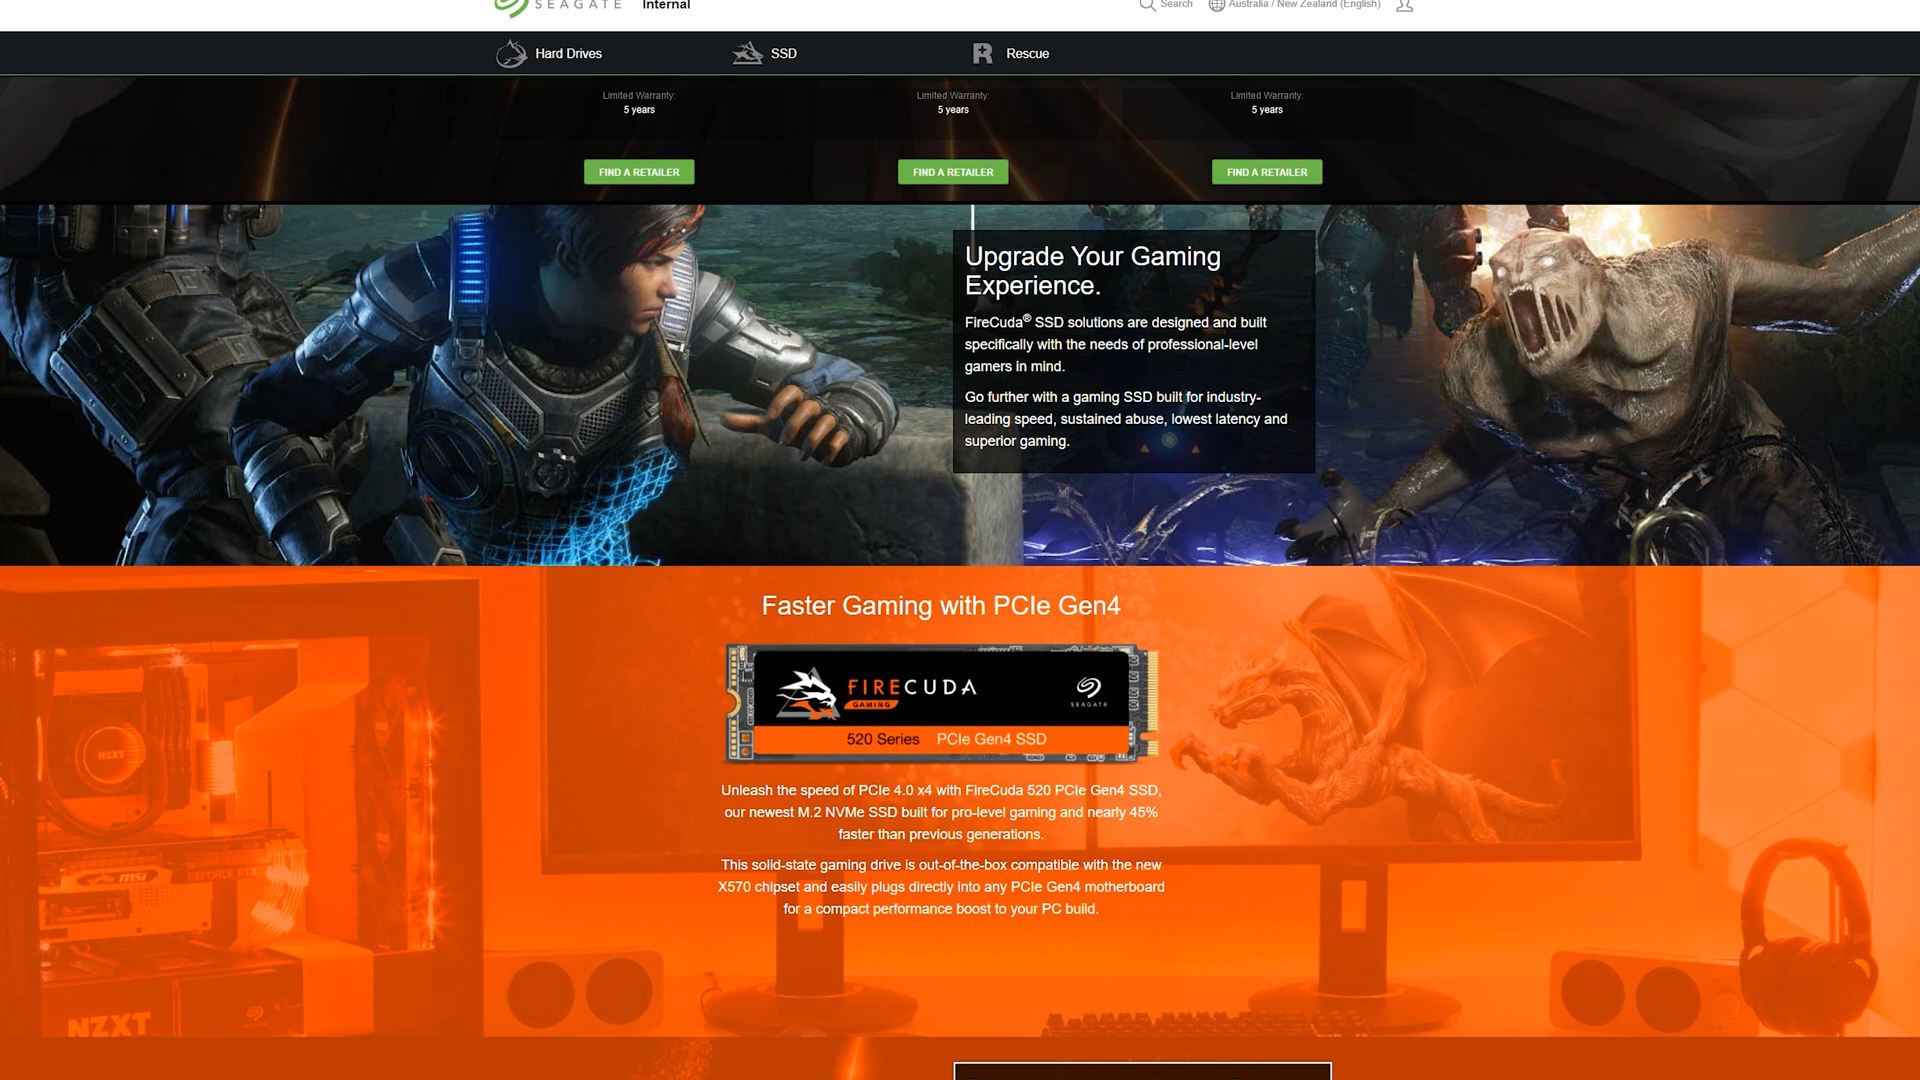 SEAGATE Internal
Search Australia / New Zealand (English)
Hard Drives SSD Rescue
Limited Warranty: Limited Warranty: Limited Warranty:
5 years 5 years 5 years
FIND A RETAILER FIND A RETAILER FIND A RETAILER
Upgrade Your Gaming
Experience.
FireCuda® SSD solutions are designed and built
specifically with the needs of professional-level
gamers in mind.
Go further with a gaming SSD built for industry-
leading speed, sustained abuse, lowest latency and
superior gaming.
Faster Gaming with PCIe Gen4
FIRECUDA
GAMING
SEAGATE
520 Series PCIe Gen4 SSD
Unleash the speed of PCIe 4.0 x4 with FireCuda 520 PCIe Gen4 SSD,
our newest M.2 NVMe SSD built for pro-level gaming and nearly 45%
faster than previous generations.
This solid-state gaming drive is out-of-the-box compatible with the new
X570 chipset and easily plugs directly into any PCIe Gen4 motherboard
for a compact performance boost to your PC build.
NZXT
msi GEFORCE RTX
NZXT